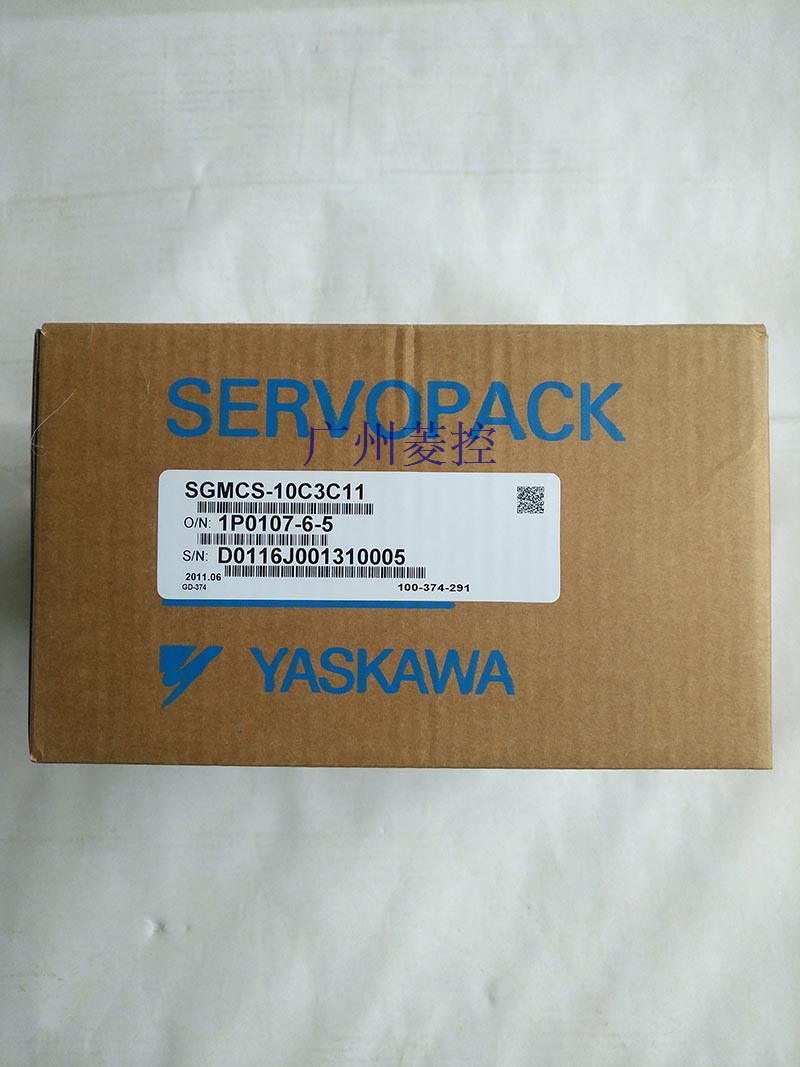 SERVOPACK
广州菱控
SGMCS-10C3C11
O/N: 1P0107-6-5
S/N: D0116J001310005
2011.06
GD-374
100-374-291
YASKAWA